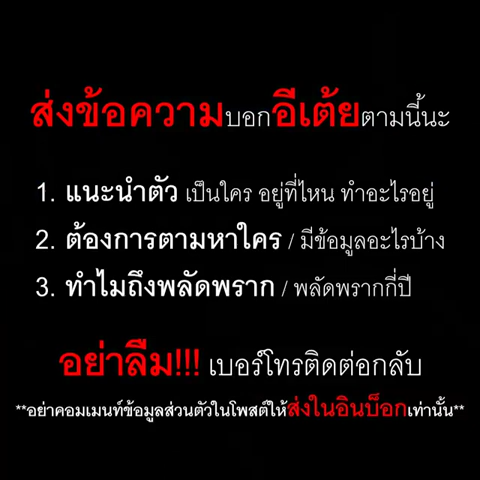 ส่งข้อความบอกอีเต้ยตามนี้นะ
1. แนะนำตัว เป็นใคร อยู่ที่ไหน ทำอะไรอยู่
2. ต้องการตามหาใคร / มีข้อมูลอะไรบ้าง
3. ทำไมถึงพลัดพราก / พลัดพรากกี่ปี
อย่าลืม!!! เบอร์โทรติดต่อกลับ
**อย่าคอมเมนท์ข้อมูลส่วนตัวในโพสต์ให้ส่งในอินบ็อกเท่านั้น**